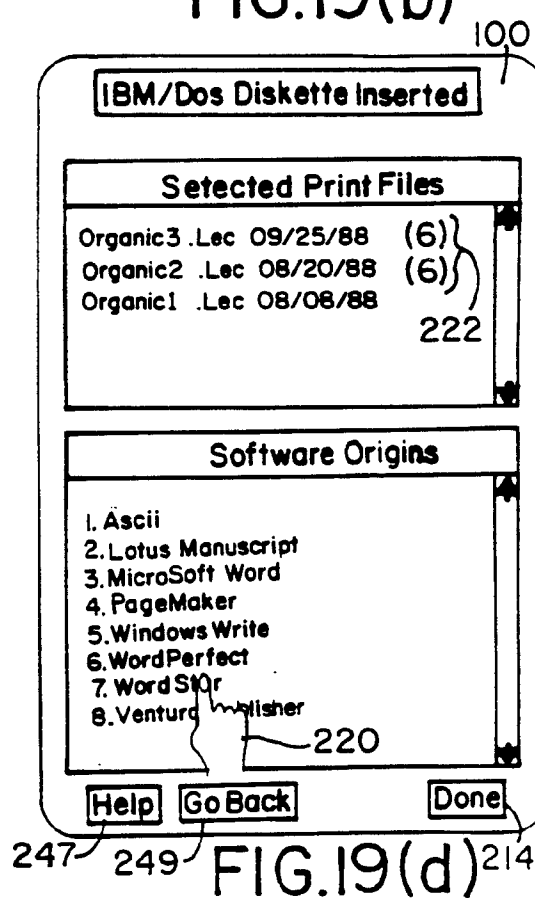 FIG.19(b)
100
IBM/Dos Diskette Inserted
Setected Print Files
Organic3 .Lec 09/25/88 (6)
Organic2 .Lec 08/20/88 (6)
Organic1 .Lec 08/08/88
222
Software Origins
1. Ascii
2. Lotus Manuscript
3. MicroSoft Word
4. PageMaker
5. Windows Write
6. WordPerfect
7. Word Star
8. Ventura
220
Help Go Back Done
247 249 FIG.19(d) 214